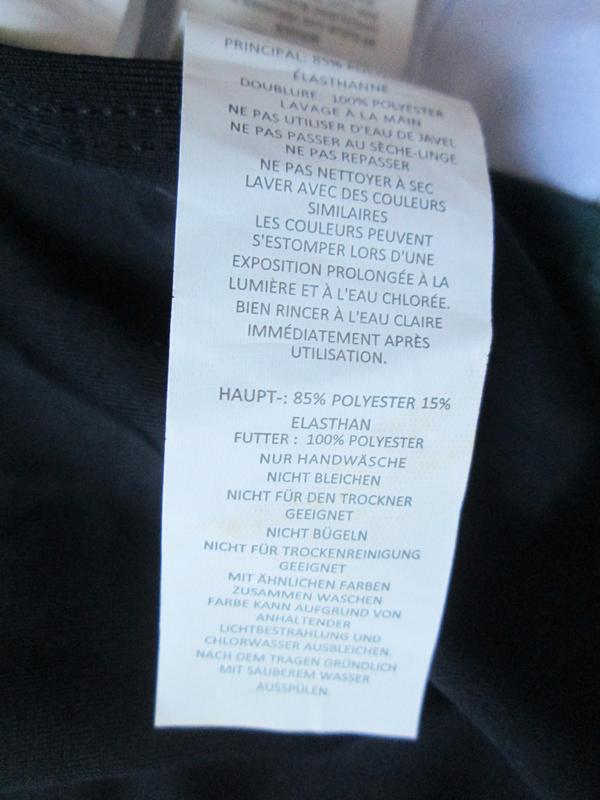 PRINCIPAL: 85%
ÉLASTHANNE
DOUBLURE: 100% POLYESTER
LAVAGE À LA MAIN
NE PAS UTILISER D'EAU DE JAVEL
NE PAS PASSER AU SÈCHE-LINGE
NE PAS REPASSER
NE PAS NETTOYER À SEC
LAVER AVEC DES COULEURS
SIMILAIRES
LES COULEURS PEUVENT
S'ESTOMPER LORS D'UNE
EXPOSITION PROLONGÉE À LA
LUMIÈRE ET À L'EAU CHLORÉE.
BIEN RINCER À L'EAU CLAIRE
IMMÉDIATEMENT APRÈS
UTILISATION.
HAUPT-: 85% POLYESTER 15%
ELASTHAN
FUTTER : 100% POLYESTER
NUR HANDWÄSCHE
NICHT BLEICHEN
NICHT FÜR DEN TROCKNER
GEEIGNET
NICHT BÜGELN
NICHT FÜR TROCKENREINIGUNG
GEEIGNET
MIT ÄHNLICHEN FARBEN
ZUSAMMEN WASCHEN
FARBE KANN AUFGRUND VON
ANHALTENDER
LICHTBESTRAHLUNG UND
CHLORWASSER AUSBLEICHEN.
NACH DEM TRAGEN GRÜNDLICH
MIT SAUBEREM WASSER
AUSSPÜLEN.